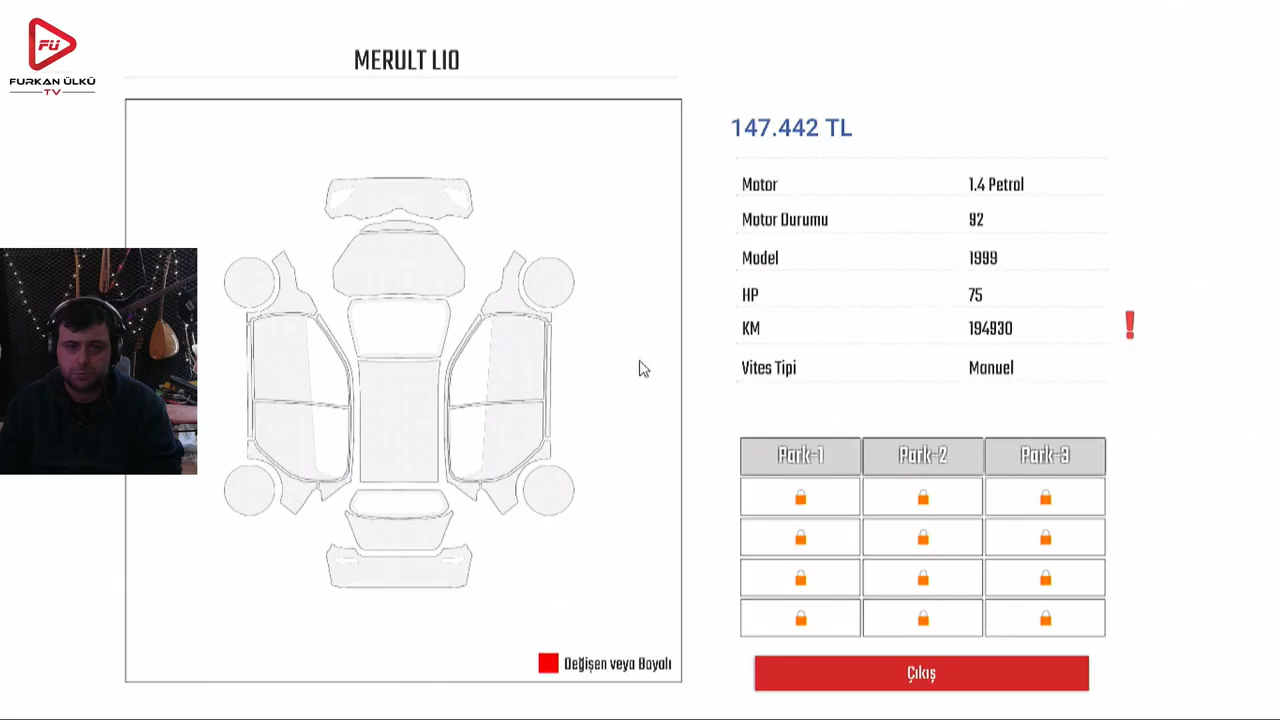 FU
FURKAN ÜLKÜ
TV
MERULT LIO
147.442 TL
Motor 1.4 Petrol
Motor Durumu 92
Model 1999
HP 75
KM 194930
Vites Tipi Manuel
Park-1 Park-2 Park-3
Değişen veya Boyalı
Çıkış